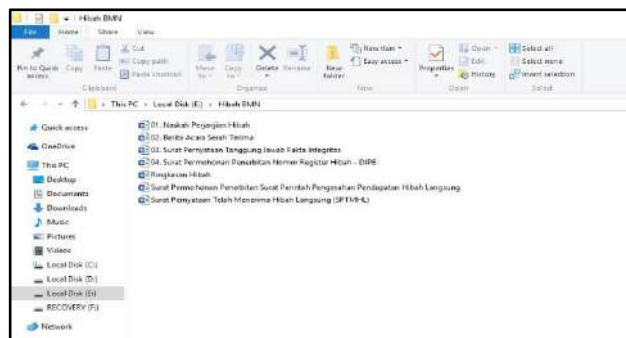 Hibah BMN
File Home Share View
Pin to Quick access
Copy
Paste
Cut
Copy path
Paste shortcut
Move to
Copy to
Delete
Rename
New folder
New item
Easy access
Properties
Open
Edit
History
Select all
Select none
Invert selection
Clipboard Organize New Open Select
This PC > Local Disk (E:) > Hibah BMN
Quick access
OneDrive
This PC
Desktop
Documents
Downloads
Music
Pictures
Videos
Local Disk (C:)
Local Disk (D:)
Local Disk (E:)
RECOVERY (F:)
Network
01. Naskah Perjanjian Hibah
02. Berita Acara Serah Terima
03. Surat Pernyataan Tanggung Jawab Fakta Integritas
04. Surat Permohonan Penerbitan Nomor Register Hibah - DJPB
Ringkasan Hibah
Surat Permohonan Penerbitan Surat Perintah Pengesahan Pendapatan Hibah Langsung
Surat Pernyataan Telah Menerima Hibah Langsung (SPTMHL)